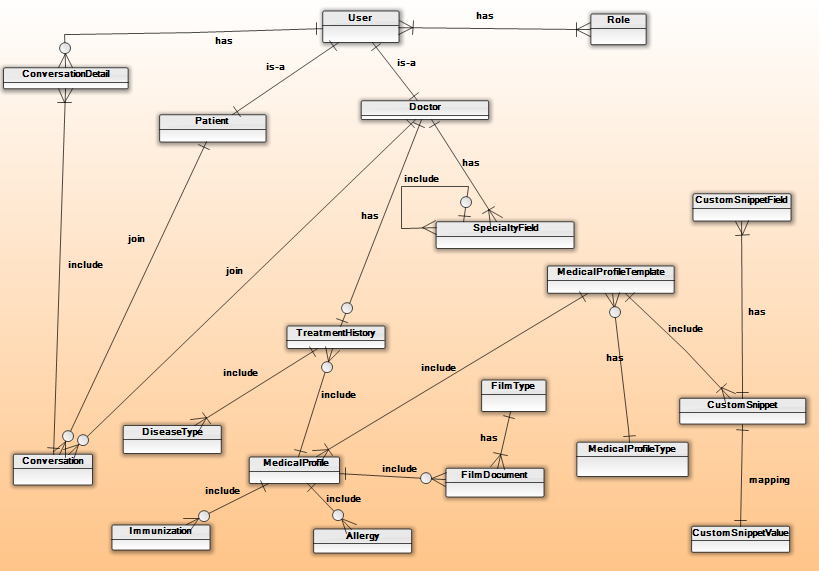 User
has
Role
has
is-a
is-a
ConversationDetail
Patient
Doctor
has
include
has
CustomSnippetField
SpecialtyField
join
include
join
MedicalProfileTemplate
has
TreatmentHistory
include
has
include
include
include
FilmType
CustomSnippet
DiseaseType
has
MedicalProfileType
Conversation
MedicalProfile
include
FilmDocument
mapping
include
include
Immunization
Allergy
CustomSnippetValue